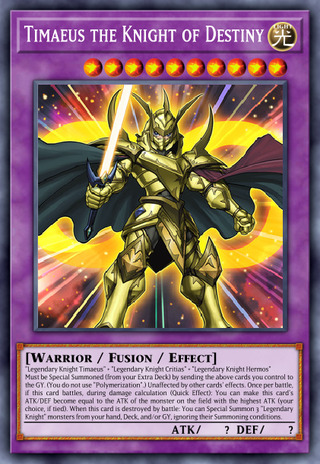 TIMAEUS THE KNIGHT OF DESTINY
LIGHT
光
[WARRIOR / FUSION / EFFECT]
"Legendary Knight Timaeus" + "Legendary Knight Critias" + "Legendary Knight Hermos"
Must be Special Summoned (from your Extra Deck) by sending the above cards you control to
the GY. (You do not use "Polymerization".) Unaffected by other cards' effects. Once per battle,
if this card battles, during damage calculation (Quick Effect): You can make this card's
ATK/DEF become equal to the ATK of the monster on the field with the highest ATK (your
choice, if tied). When this card is destroyed by battle: You can Special Summon 3 "Legendary
Knight" monsters from your hand, Deck, and/or GY, ignoring their Summoning conditions.
ATK/ ? DEF/ ?